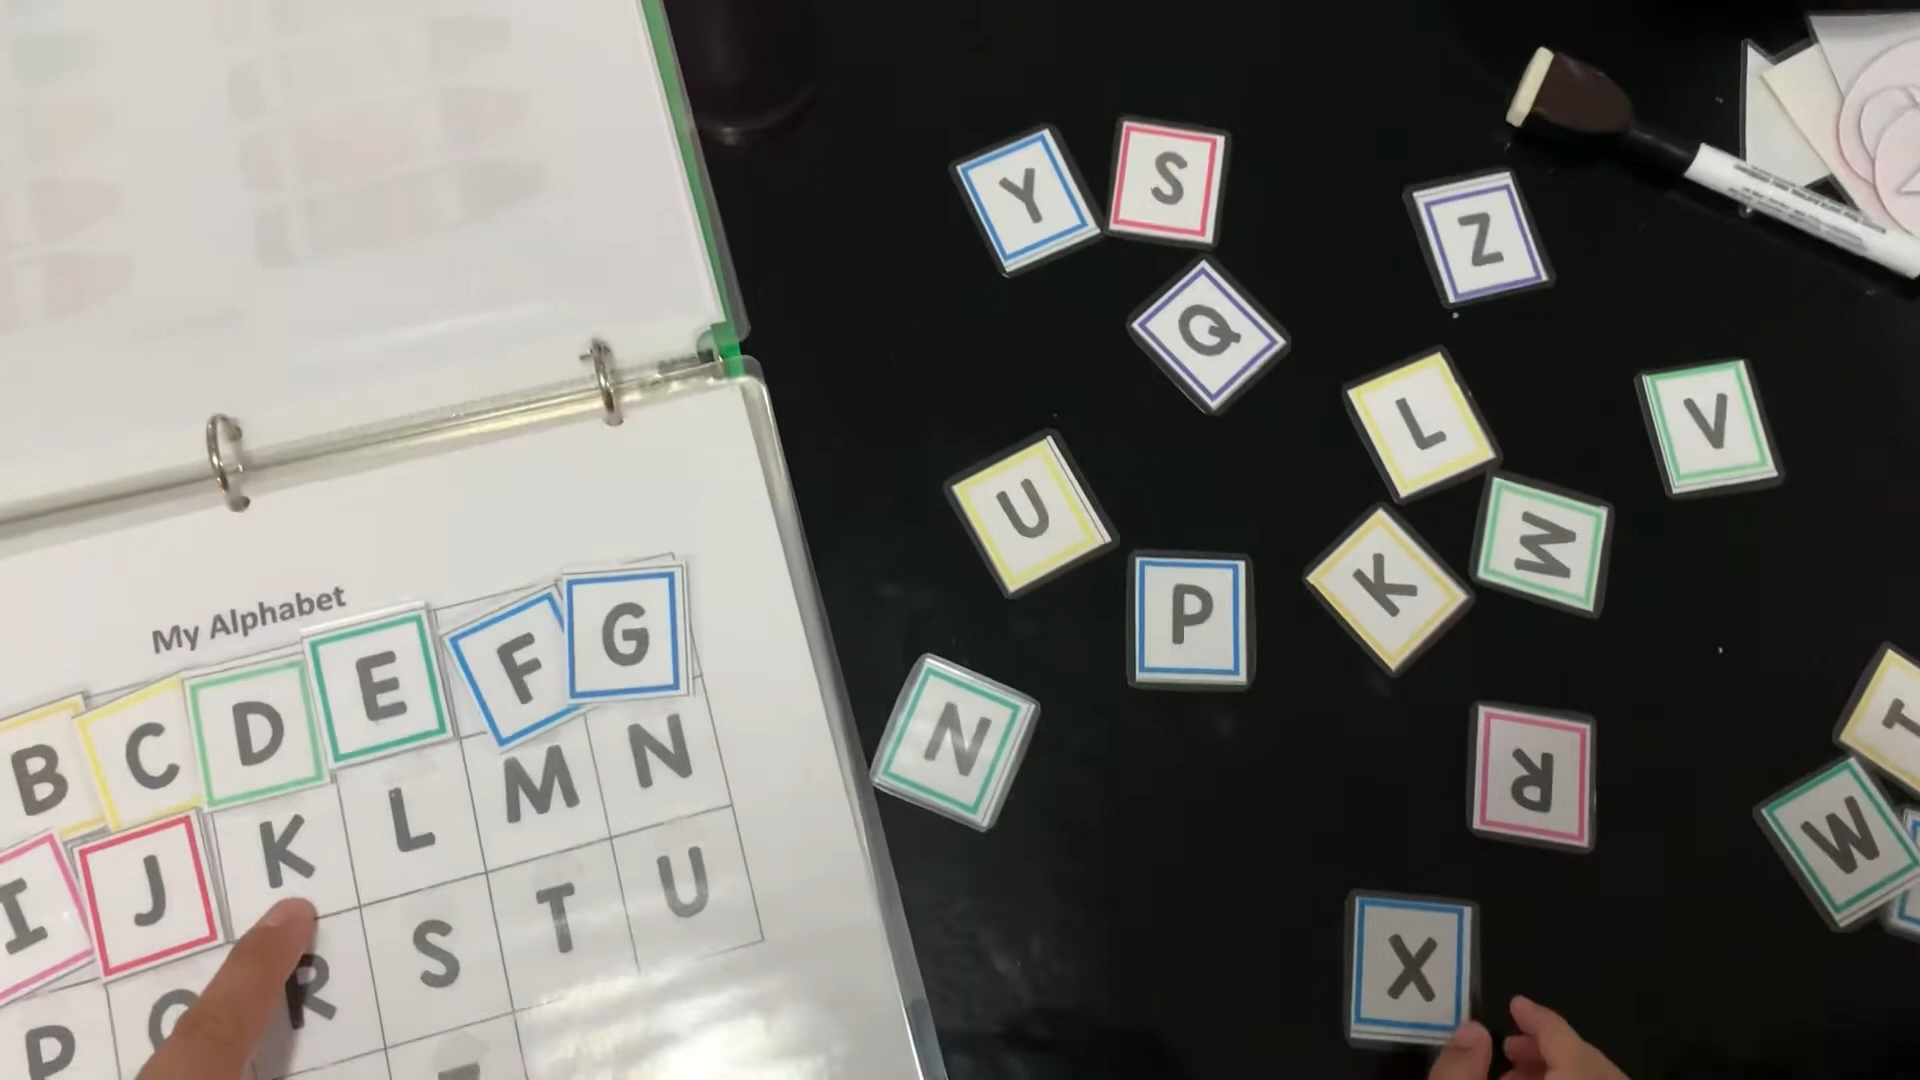 My Alphabet
B C D E F G
I J K L M N
P Q R S T U
Y S
Z
Q
L V
U
M
K
P
N
T
R
W
X